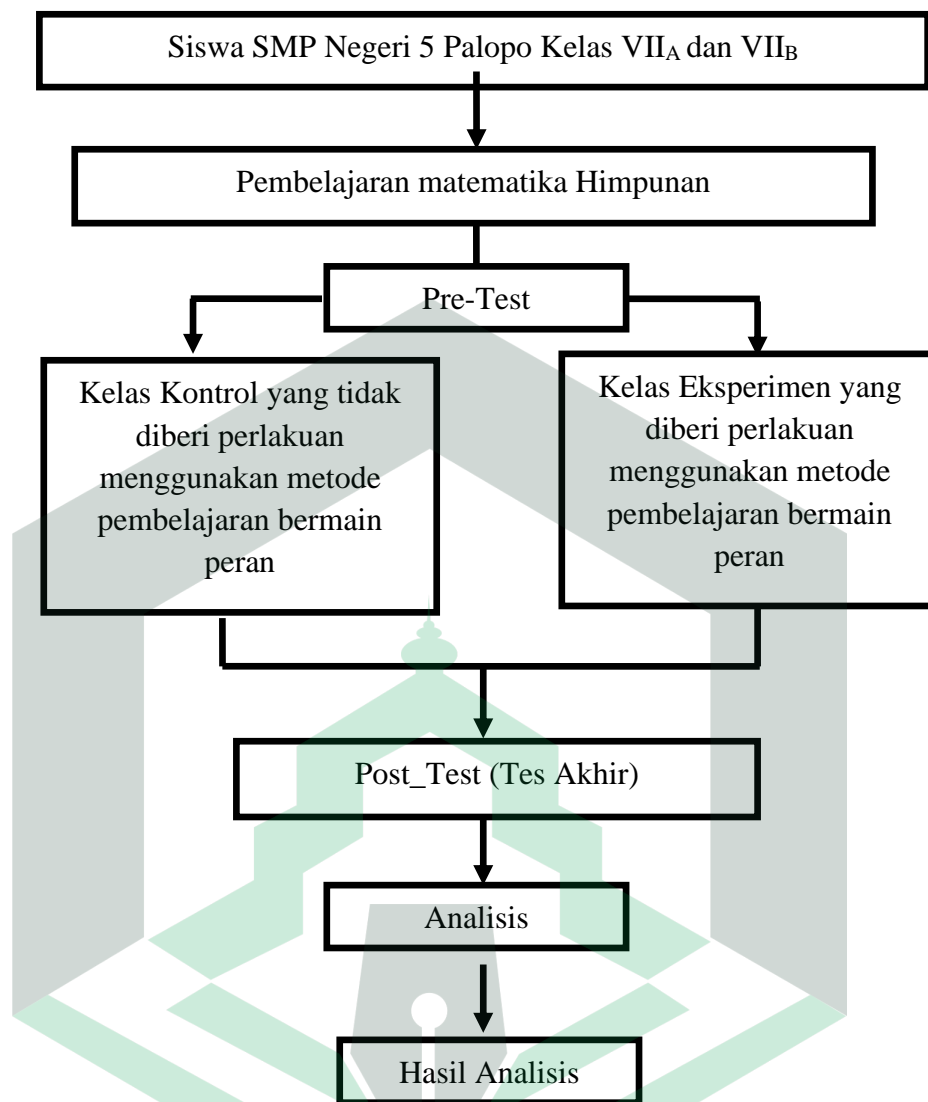 Siswa SMP Negeri 5 Palopo Kelas VIIA dan VIIB
Pembelajaran matematika Himpunan
Pre-Test
Kelas Kontrol yang tidak
diberi perlakuan
menggunakan metode
pembelajaran bermain
peran
Kelas Eksperimen yang
diberi perlakuan
menggunakan metode
pembelajaran bermain
peran
Post_Test (Tes Akhir)
Analisis
Hasil Analisis